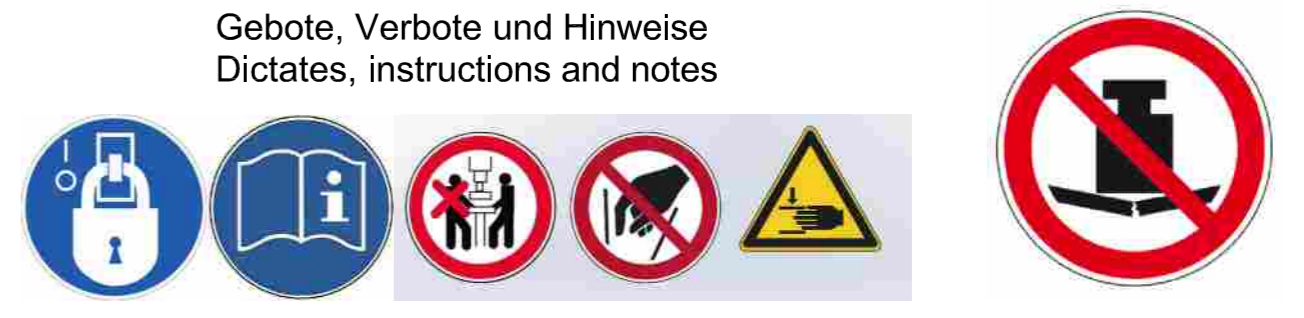 Gebote, Verbote und Hinweise
Dictates, instructions and notes